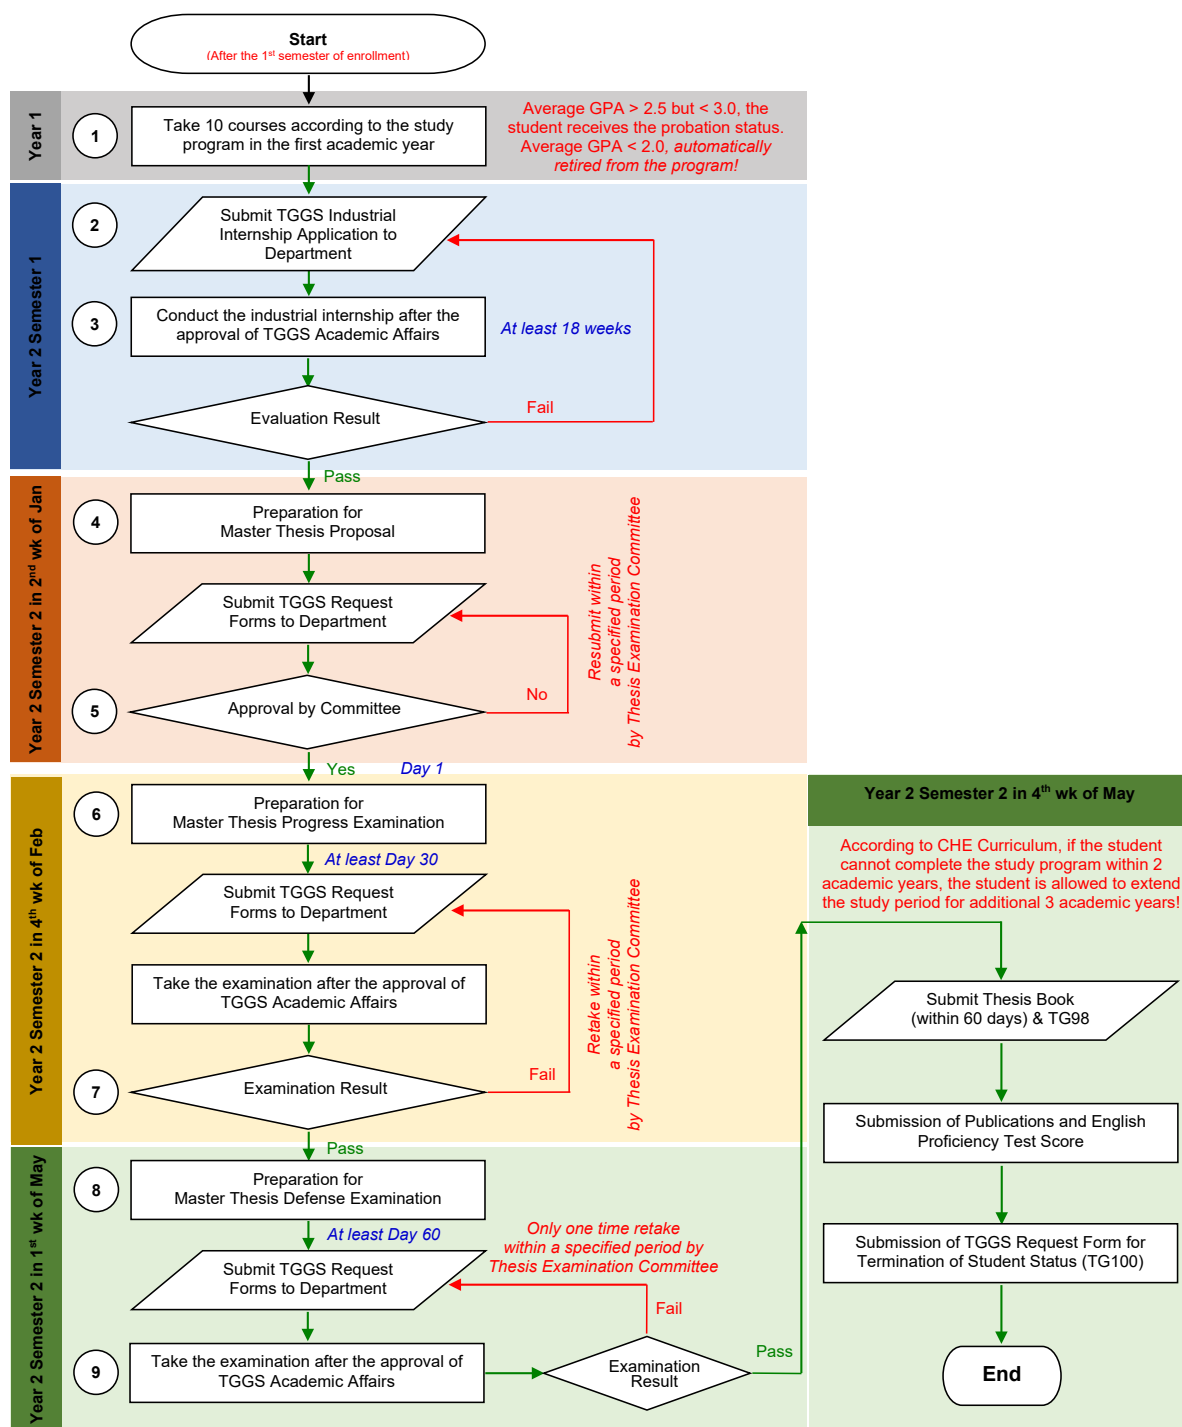 Start
(After the 1st semester of enrollment)
Year 1
1
Take 10 courses according to the study
program in the first academic year
Average GPA > 2.5 but < 3.0, the
student receives the probation status.
Average GPA < 2.0, automatically
retired from the program!
Year 2 Semester 1
2
Submit TGGS Industrial
Internship Application to
Department
3
Conduct the industrial internship after the
approval of TGGS Academic Affairs
At least 18 weeks
Evaluation Result
Fail
Pass
Year 2 Semester 2 in 2nd wk of Jan
4
Preparation for
Master Thesis Proposal
Submit TGGS Request
Forms to Department
Resubmit within
a specified period
by Thesis Examination Committee
5
Approval by Committee
No
Yes
Day 1
Year 2 Semester 2 in 4th wk of Feb
6
Preparation for
Master Thesis Progress Examination
At least Day 30
Submit TGGS Request
Forms to Department
Take the examination after the approval of
TGGS Academic Affairs
Retake within
a specified period
by Thesis Examination Committee
7
Examination Result
Fail
Pass
Year 2 Semester 2 in 1st wk of May
8
Preparation for
Master Thesis Defense Examination
At least Day 60
Submit TGGS Request
Forms to Department
Only one time retake
within a specified period by
Thesis Examination Committee
Fail
9
Take the examination after the approval of
TGGS Academic Affairs
Examination
Result
Pass
Year 2 Semester 2 in 4th wk of May
According to CHE Curriculum, if the student
cannot complete the study program within 2
academic years, the student is allowed to extend
the study period for additional 3 academic years!
Submit Thesis Book
(within 60 days) & TG98
Submission of Publications and English
Proficiency Test Score
Submission of TGGS Request Form for
Termination of Student Status (TG100)
End